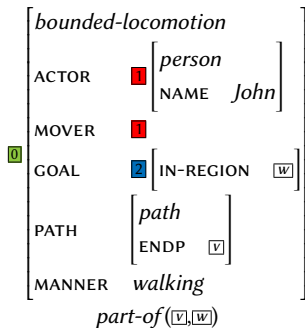 bounded-locomotion
person
ACTOR 1
NAME John
MOVER 1
0
GOAL 2 IN-REGION w
path
PATH
ENDP v
MANNER walking
part-of(v,w)